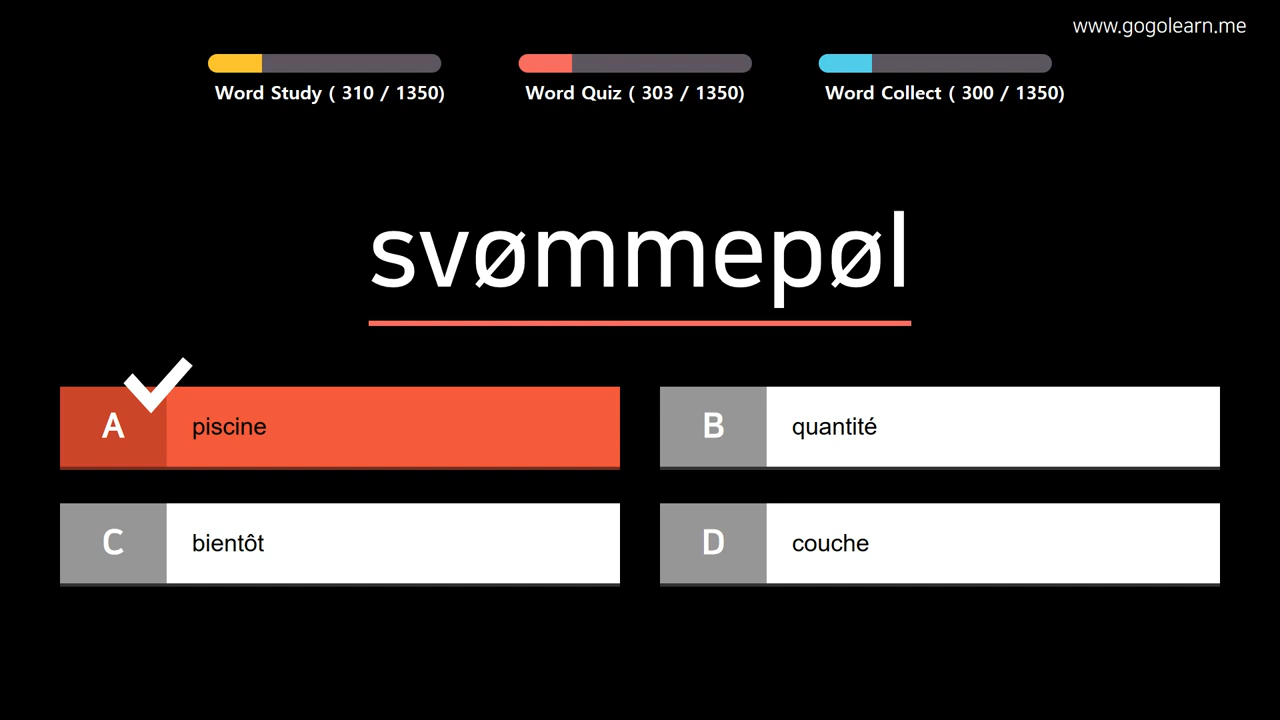 www.gogolearn.me
Word Study ( 310 / 1350)
Word Quiz ( 303 / 1350)
Word Collect ( 300 / 1350)
svømmepøl
A piscine
B quantité
C bientôt
D couche